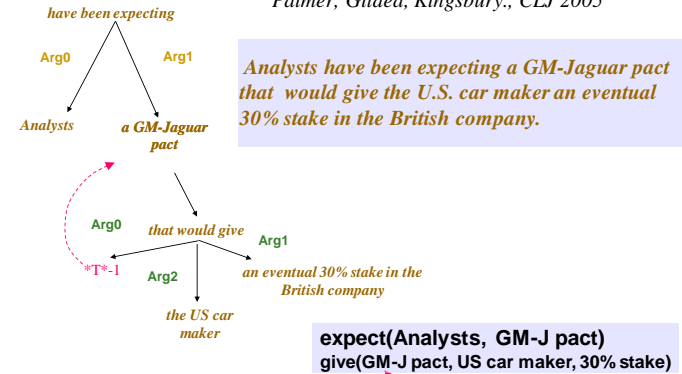 Palmer, Gildea, Kingsbury., CLJ 2005
have been expecting
Arg0
Arg1
Analysts have been expecting a GM-Jaguar pact
that would give the U.S. car maker an eventual
30% stake in the British company.
Analysts
a GM-Jaguar
pact
Arg0
that would give
Arg1
*T*-1
Arg2
an eventual 30% stake in the
British company
the US car
maker
expect(Analysts, GM-J pact)
give(GM-J pact, US car maker, 30% stake)